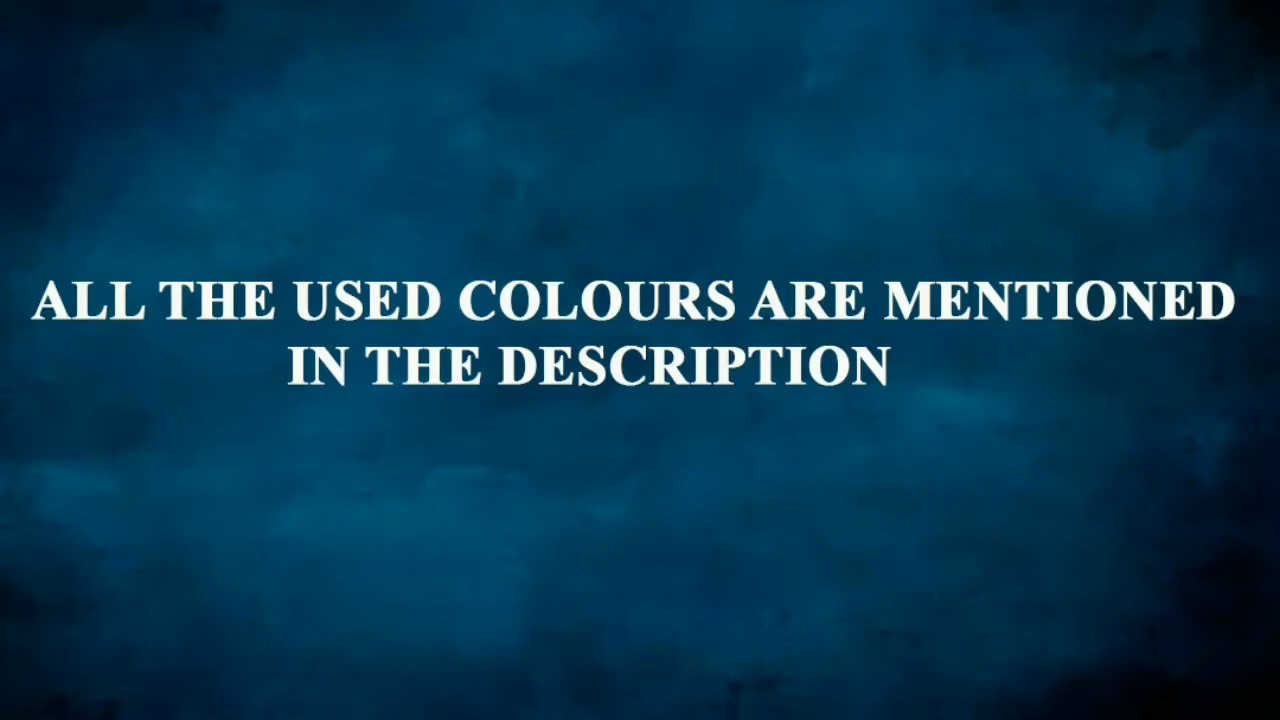 ALL THE USED COLOURS ARE MENTIONED
IN THE DESCRIPTION